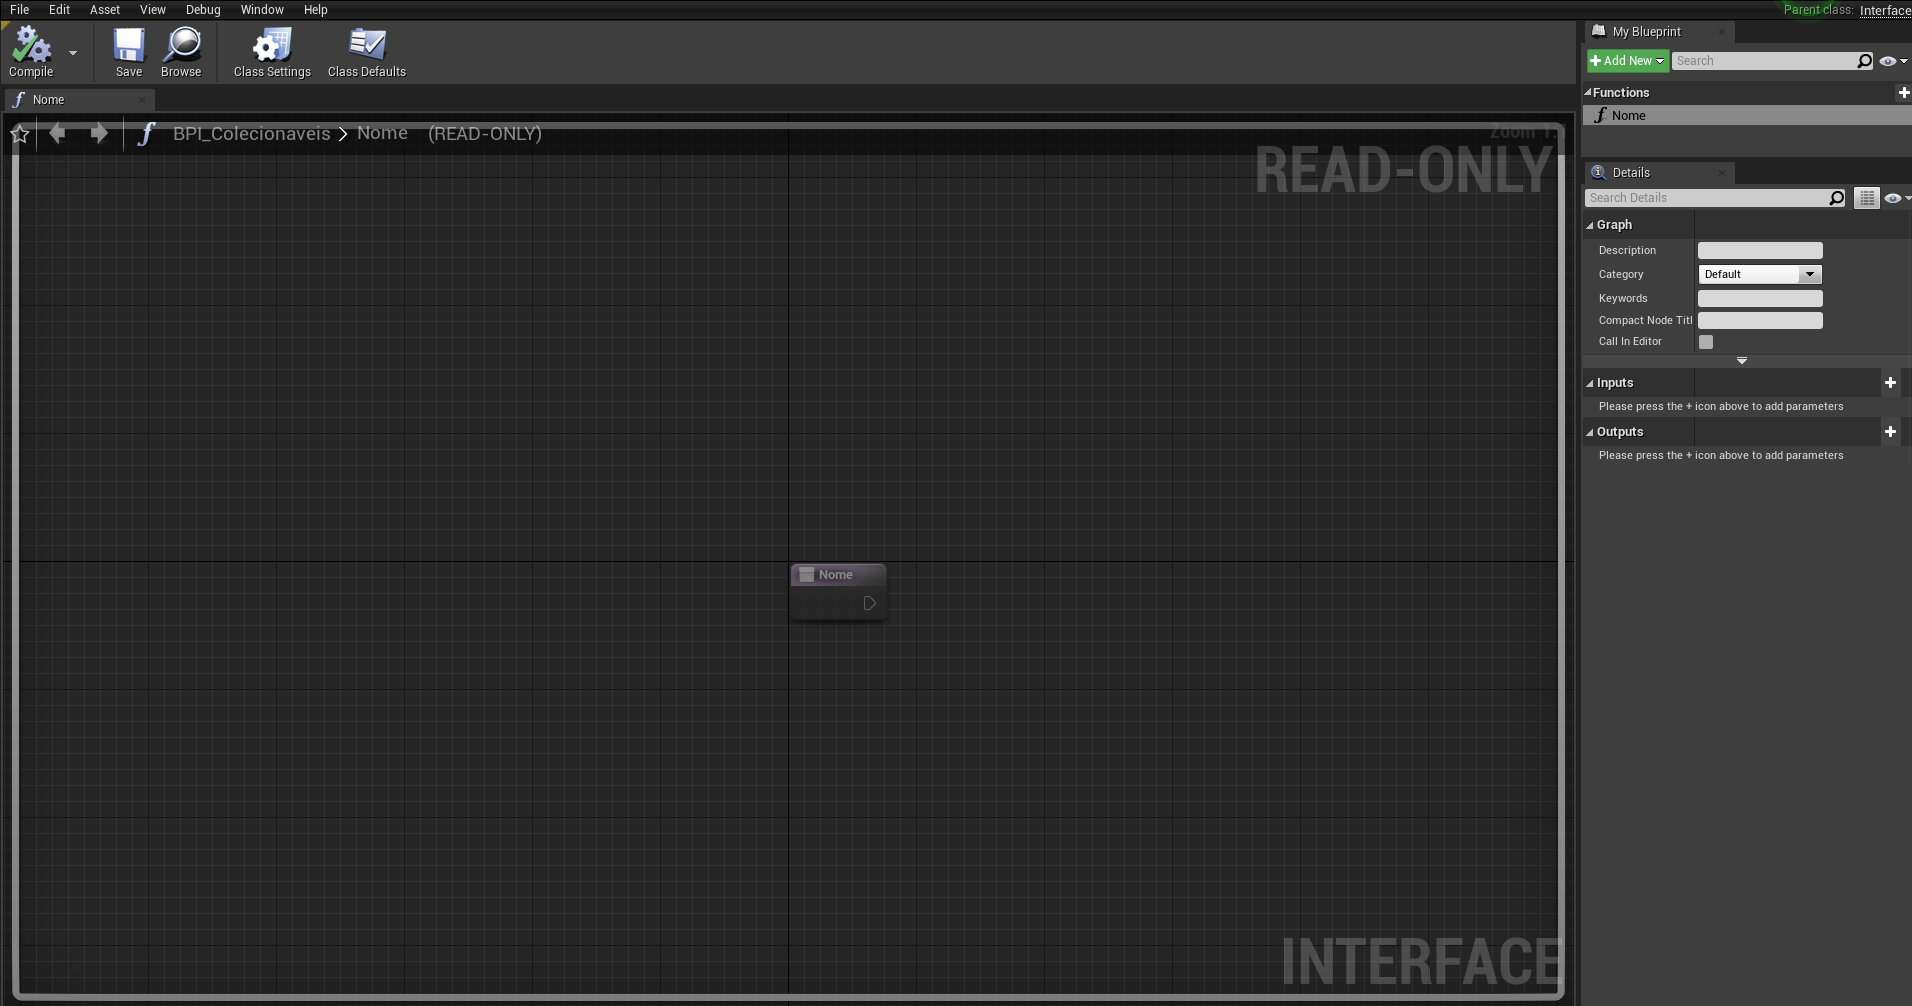 File Edit Asset View Debug Window Help
Parent class: Interface
Compile
Save
Browse
Class Settings
Class Defaults
Nome
BPI_Colecionaveis > Nome (READ-ONLY)
Zoom
READ-ONLY
Nome
INTERFACE
My Blueprint
Add New
Search
Functions
Nome
Details
Search Details
Graph
Description
Category Default
Keywords
Compact Node Titl
Call In Editor
Inputs
Please press the + icon above to add parameters
Outputs
Please press the + icon above to add parameters